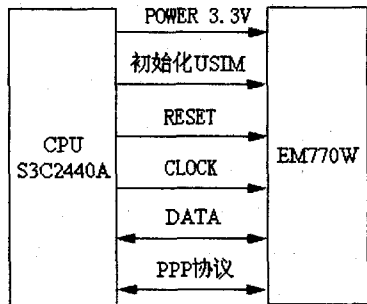 POWER 3.3V
初始化USIM
RESET
CPU
S3C2440A
EM770W
CLOCK
DATA
PPP协议